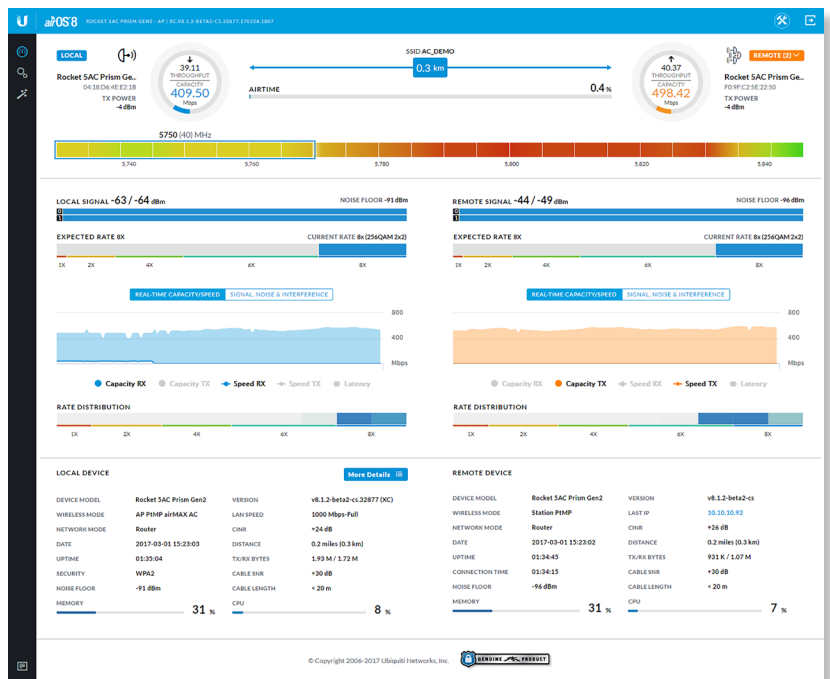 U airOS 8 ROCKET 5AC PRISM GEN2 - AP | XC.V8.1.2-BETA2-CS.32877.170224.1807
LOCAL
Rocket 5AC Prism Ge..
04:18:D6:4E:E2:18
TX POWER
-4 dBm
39.11
THROUGHPUT
CAPACITY
409.50
Mbps
SSID AC_DEMO
0.3 km
AIRTIME 0.4 %
40.37
THROUGHPUT
CAPACITY
498.42
Mbps
REMOTE (2)
Rocket 5AC Prism Ge..
F0:9F:C2:5E:22:50
TX POWER
-4 dBm
5750 (40) MHz
5,740 5,760 5,780 5,800 5,820 5,840
LOCAL SIGNAL -63 / -64 dBm NOISE FLOOR -91 dBm
0
1
EXPECTED RATE 8X CURRENT RATE 8x (256QAM 2x2)
1X 2X 4X 6X 8X
REAL-TIME CAPACITY/SPEED SIGNAL, NOISE & INTERFERENCE
800
400
Mbps
Capacity RX Capacity TX Speed RX Speed TX Latency
RATE DISTRIBUTION
1X 2X 4X 6X 8X
REMOTE SIGNAL -44 / -49 dBm NOISE FLOOR -96 dBm
0
1
EXPECTED RATE 8X CURRENT RATE 8x (256QAM 2x2)
1X 2X 4X 6X 8X
REAL-TIME CAPACITY/SPEED SIGNAL, NOISE & INTERFERENCE
800
400
Mbps
Capacity RX Capacity TX Speed RX Speed TX Latency
RATE DISTRIBUTION
1X 2X 4X 6X 8X
LOCAL DEVICE More Details
DEVICE MODEL Rocket 5AC Prism Gen2 VERSION v8.1.2-beta2-cs.32877 (XC)
WIRELESS MODE AP PtMP airMAX AC LAN SPEED 1000 Mbps-Full
NETWORK MODE Router CINR +24 dB
DATE 2017-03-01 15:23:03 DISTANCE 0.2 miles (0.3 km)
UPTIME 01:35:04 TX/RX BYTES 1.93 M / 1.72 M
SECURITY WPA2 CABLE SNR +30 dB
NOISE FLOOR -91 dBm CABLE LENGTH < 20 m
MEMORY 31 % CPU 8 %
REMOTE DEVICE
DEVICE MODEL Rocket 5AC Prism Gen2 VERSION v8.1.2-beta2-cs
WIRELESS MODE Station PtMP LAST IP 10.10.10.92
NETWORK MODE Router CINR +26 dB
DATE 2017-03-01 15:23:02 DISTANCE 0.2 miles (0.3 km)
UPTIME 01:34:45 TX/RX BYTES 931 K / 1.07 M
CONNECTION TIME 01:34:15 CABLE SNR +30 dB
NOISE FLOOR -96 dBm CABLE LENGTH < 20 m
MEMORY 31 % CPU 7 %
© Copyright 2006-2017 Ubiquiti Networks, Inc. GENUINE PRODUCT